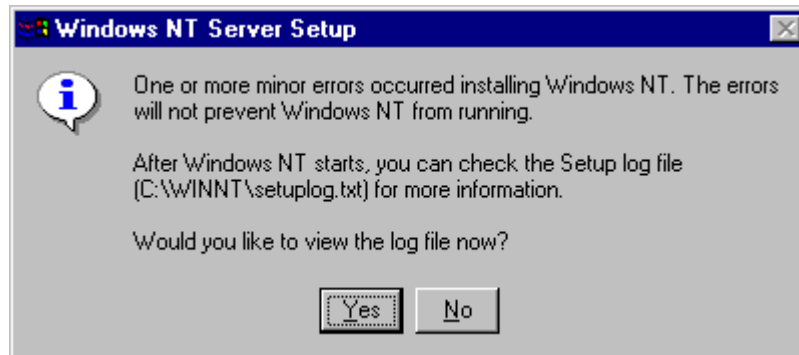 Windows NT Server Setup
One or more minor errors occurred installing Windows NT. The errors
will not prevent Windows NT from running.
After Windows NT starts, you can check the Setup log file
(C:\WINNT\setuplog.txt) for more information.
Would you like to view the log file now?
Yes No